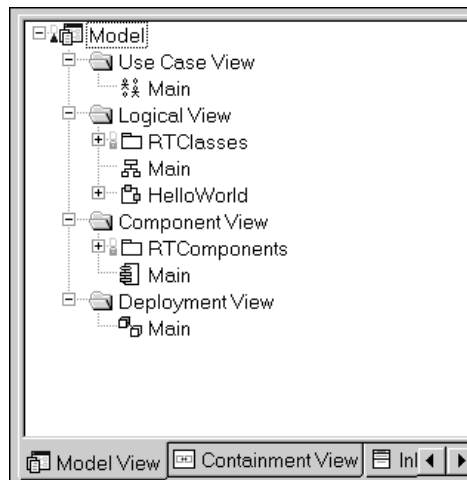 Model
Use Case View
Main
Logical View
RTClasses
Main
HelloWorld
Component View
RTComponents
Main
Deployment View
Main
Model View Containment View